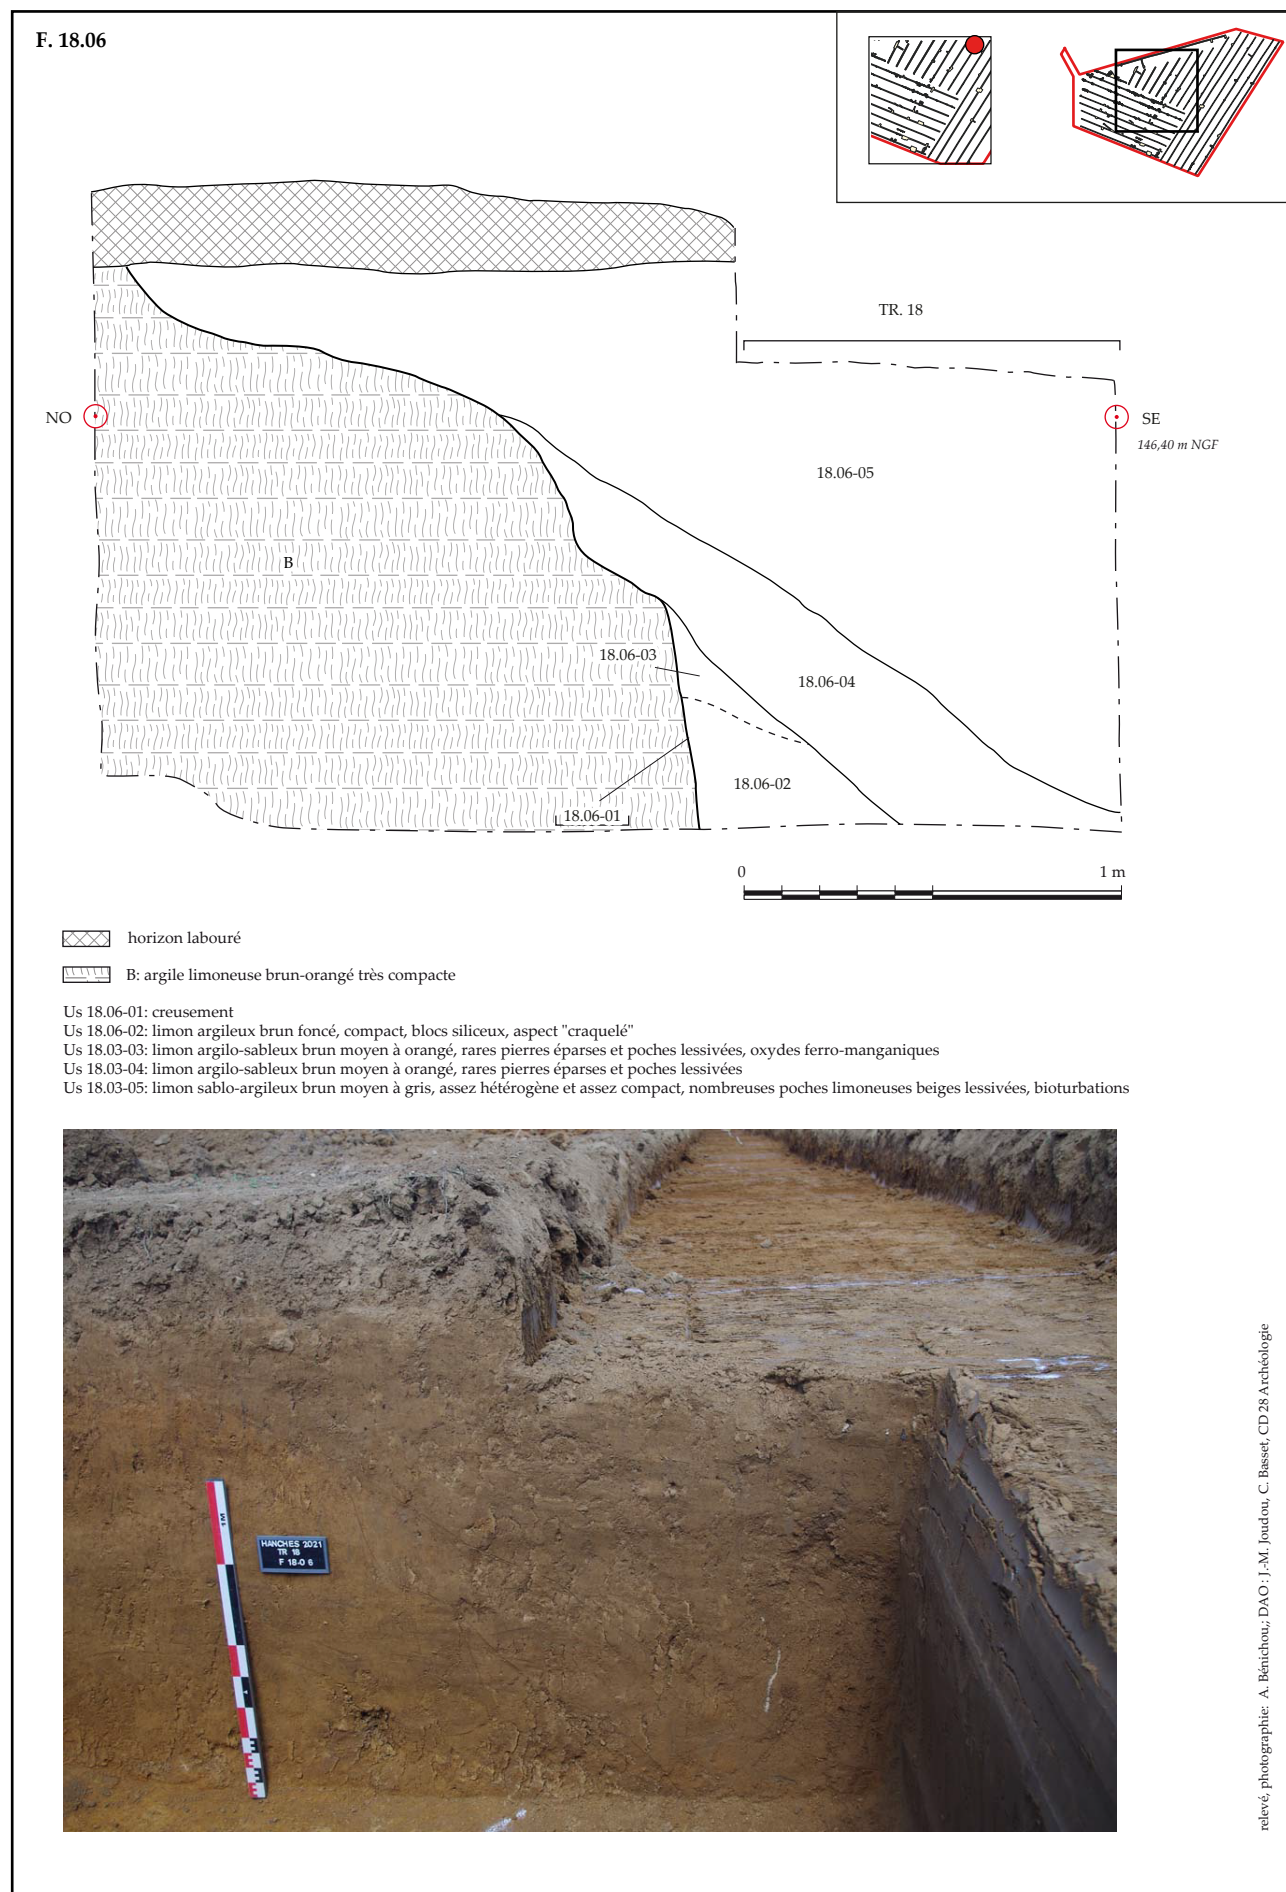 F. 18.06
TR. 18
NO
SE
146,40 m NGF
18.06-05
B
18.06-03
18.06-04
18.06-02
18.06-01
0
1 m
horizon labouré
B: argile limoneuse brun-orangé très compacte
Us 18.06-01: creusement
Us 18.06-02: limon argileux brun foncé, compact, blocs siliceux, aspect "craquelé"
Us 18.03-03: limon argilo-sableux brun moyen à orangé, rares pierres éparses et poches lessivées, oxydes ferro-manganiques
Us 18.03-04: limon argilo-sableux brun moyen à orangé, rares pierres éparses et poches lessivées
Us 18.03-05: limon sablo-argileux brun moyen à gris, assez hétérogène et assez compact, nombreuses poches limoneuses beiges lessivées, bioturbations
1M
HANCHES 2021
TR 18
F 18-06
relevé, photographie: A. Bénichou,; DAO : J.-M. Joudou, C. Basset, CD 28 Archéologie